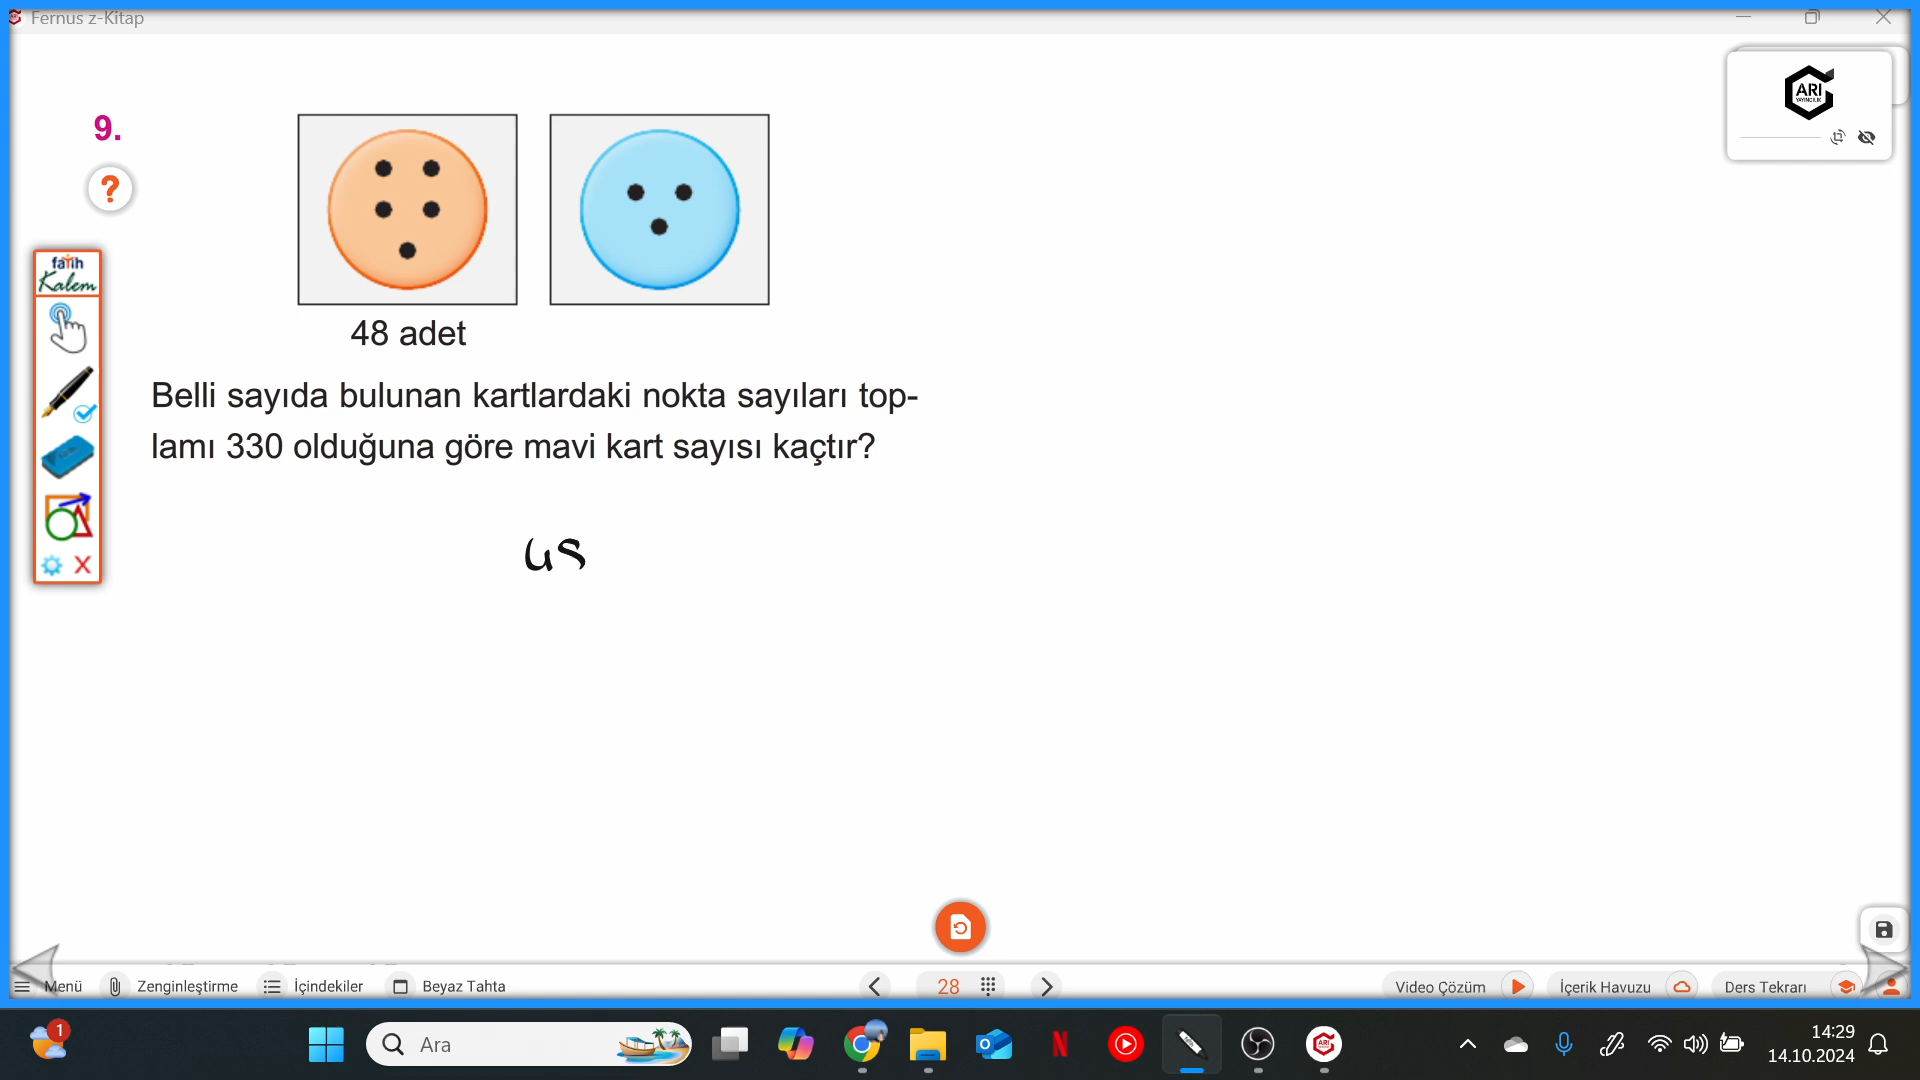 Fernus z-Kitap
ARI
YAYINCILIK
9.
?
fatih
Kalem
48 adet
Belli sayıda bulunan kartlardaki nokta sayıları top-
lamı 330 olduğuna göre mavi kart sayısı kaçtır?
48
Menü
Zenginleştirme
İçindekiler
Beyaz Tahta
28
Video Çözüm
İçerik Havuzu
Ders Tekrarı
1
Ara
14:29
14.10.2024